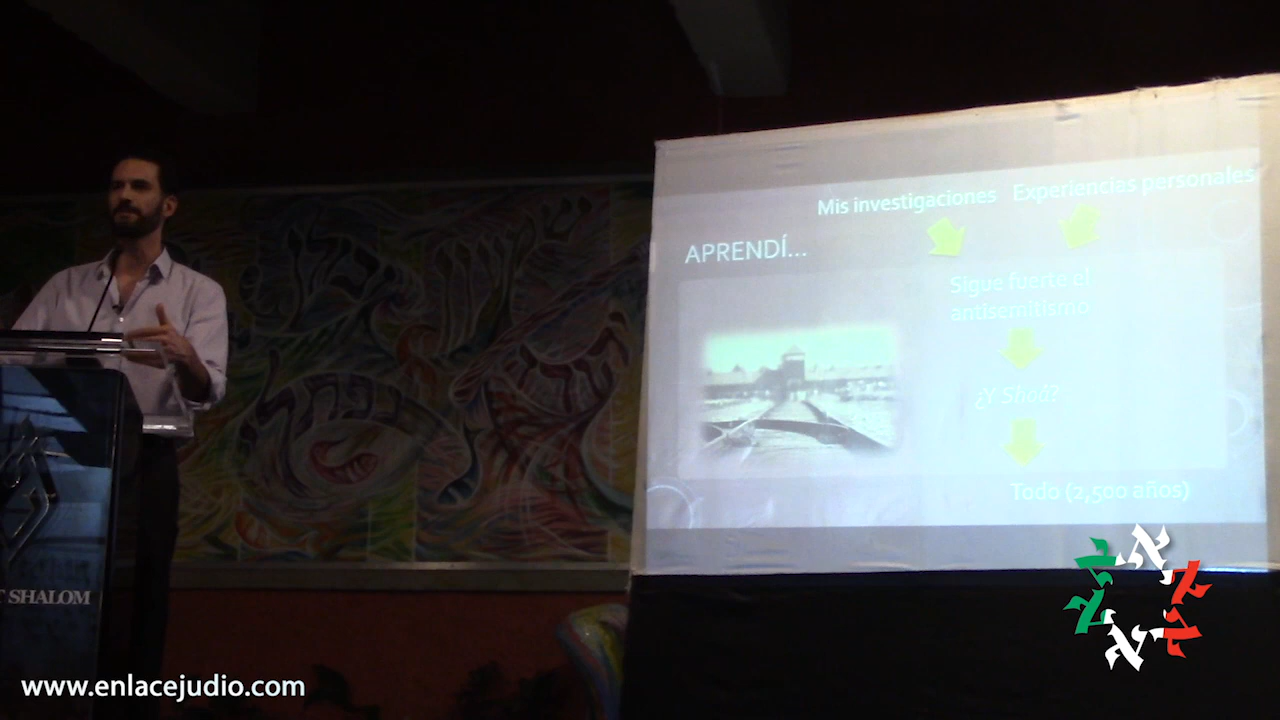 Mis investigaciones
Experiencias personales
APRENDÍ...
Sigue fuerte el
antisemitismo
¿Y Shoá?
Todo (2,500 años)
SHALOM
www.enlacejudio.com